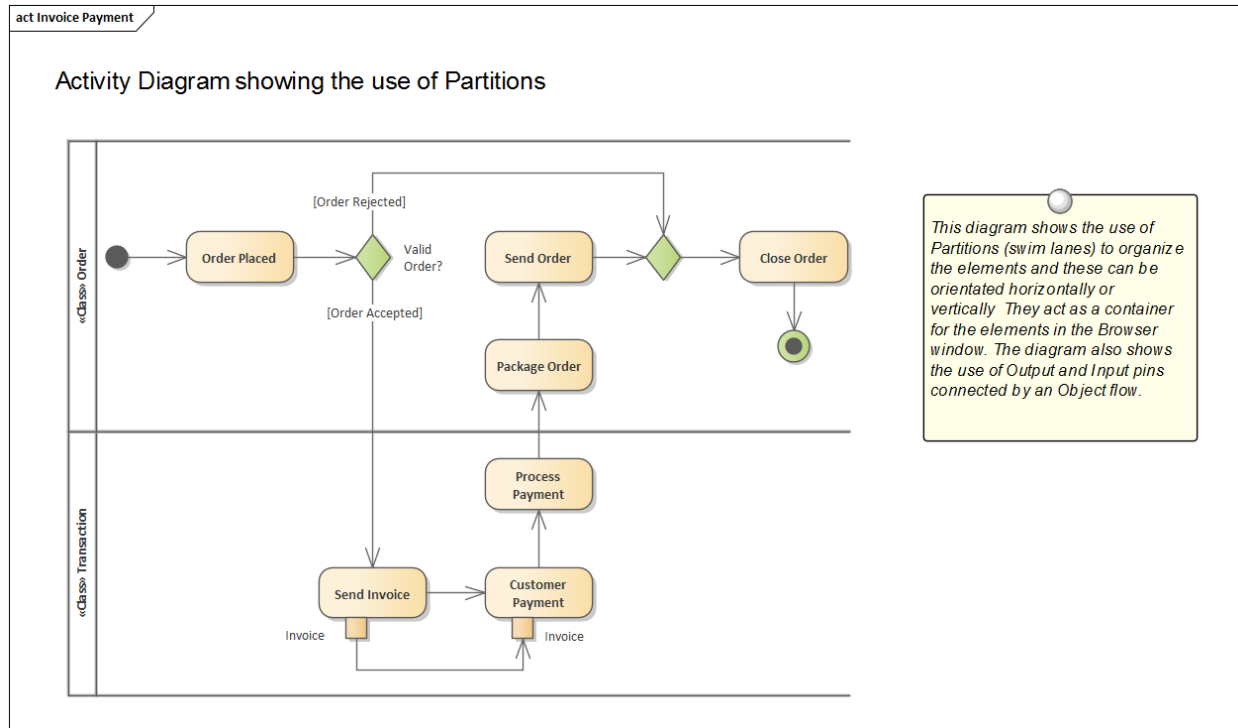 act Invoice Payment
Activity Diagram showing the use of Partitions
«Class» Order
[Order Rejected]
Order Placed
Valid
Order?
Send Order
Close Order
[Order Accepted]
Package Order
This diagram shows the use of
Partitions (swim lanes) to organize
the elements and these can be
orientated horizontally or
vertically They act as a container
for the elements in the Browser
window. The diagram also shows
the use of Output and Input pins
connected by an Object flow.
«Class» Transaction
Process
Payment
Send Invoice
Customer
Payment
Invoice
Invoice